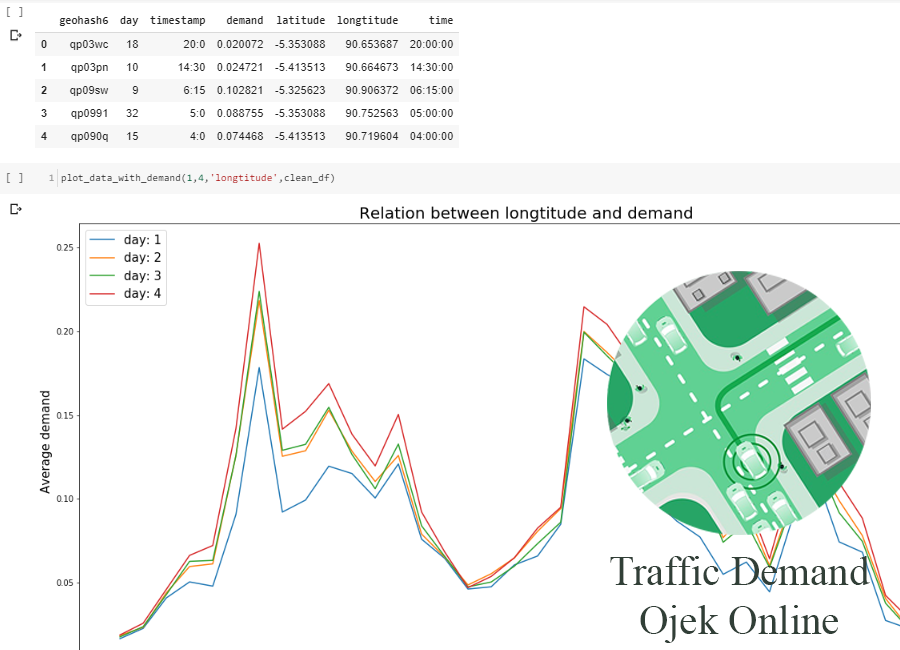 [ ]
geohash6 day timestamp demand latitude longtitude time
0 qp03wc 18 20:0 0.020072 -5.353088 90.653687 20:00:00
1 qp03pn 10 14:30 0.024721 -5.413513 90.664673 14:30:00
2 qp09sw 9 6:15 0.102821 -5.325623 90.906372 06:15:00
3 qp0991 32 5:0 0.088755 -5.353088 90.752563 05:00:00
4 qp090q 15 4:0 0.074468 -5.413513 90.719604 04:00:00
[ ] 1 plot_data_with_demand(1,4,'longtitude',clean_df)
Relation between longtitude and demand
day: 1
day: 2
day: 3
day: 4
0.25
0.20
0.15
0.10
0.05
Average demand
Traffic Demand
Ojek Online